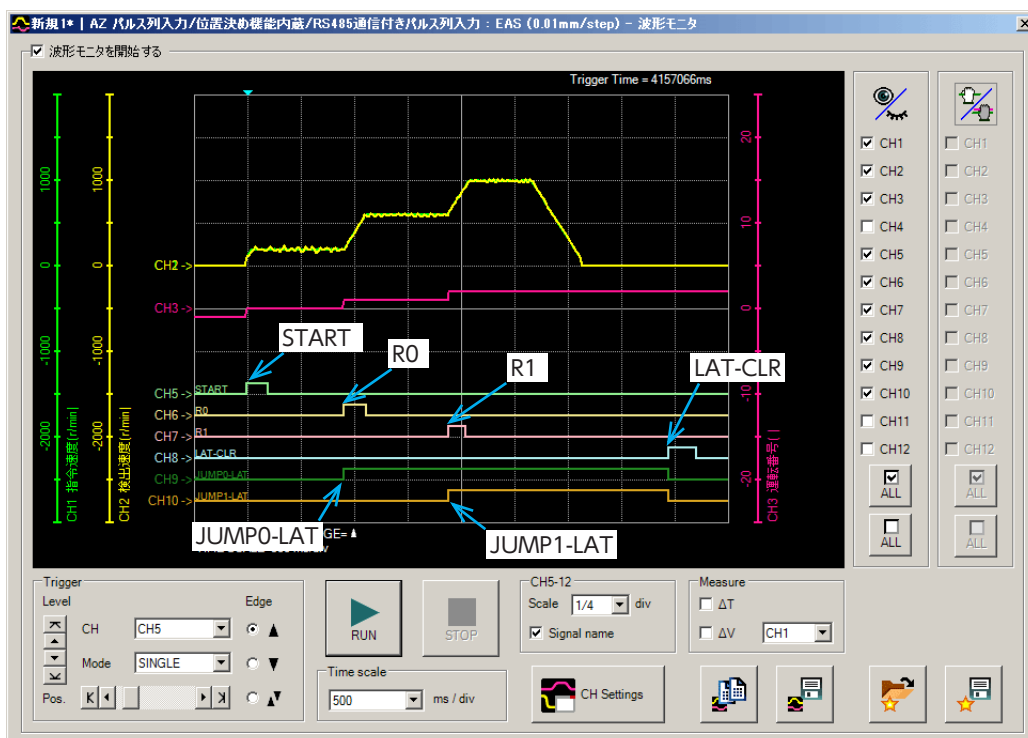 新規1* | AZ パルス列入力/位置決め機能内蔵/RS485通信付きパルス列入力 : EAS (0.01mm/step) - 波形モニタ
波形モニタを開始する
Trigger Time = 4157066ms
CH1 指令速度[r/min]
1000
0
-1000
-2000
CH2 検出速度[r/min]
1000
0
-1000
-2000
CH3 運転番号[ ]
20
10
0
-10
-20
CH2 ->
CH3 ->
START
R0
R1
LAT-CLR
CH5 -> START
CH6 -> R0
CH7 -> R1
CH8 -> LAT-CLR
CH9 -> JUMP0-LAT
CH10 -> JUMP1-LAT
JUMP0-LAT
GE=
JUMP1-LAT
CH1 CH1
CH2 CH2
CH3 CH3
CH4 CH4
CH5 CH5
CH6 CH6
CH7 CH7
CH8 CH8
CH9 CH9
CH10 CH10
CH11 CH11
CH12 CH12
ALL ALL
ALL ALL
Trigger
Level Edge
CH CH5
Mode SINGLE
Pos.
RUN
STOP
Time scale
500 ms / div
CH5-12
Scale 1/4 div
Signal name
Measure
ΔT
ΔV CH1
CH Settings